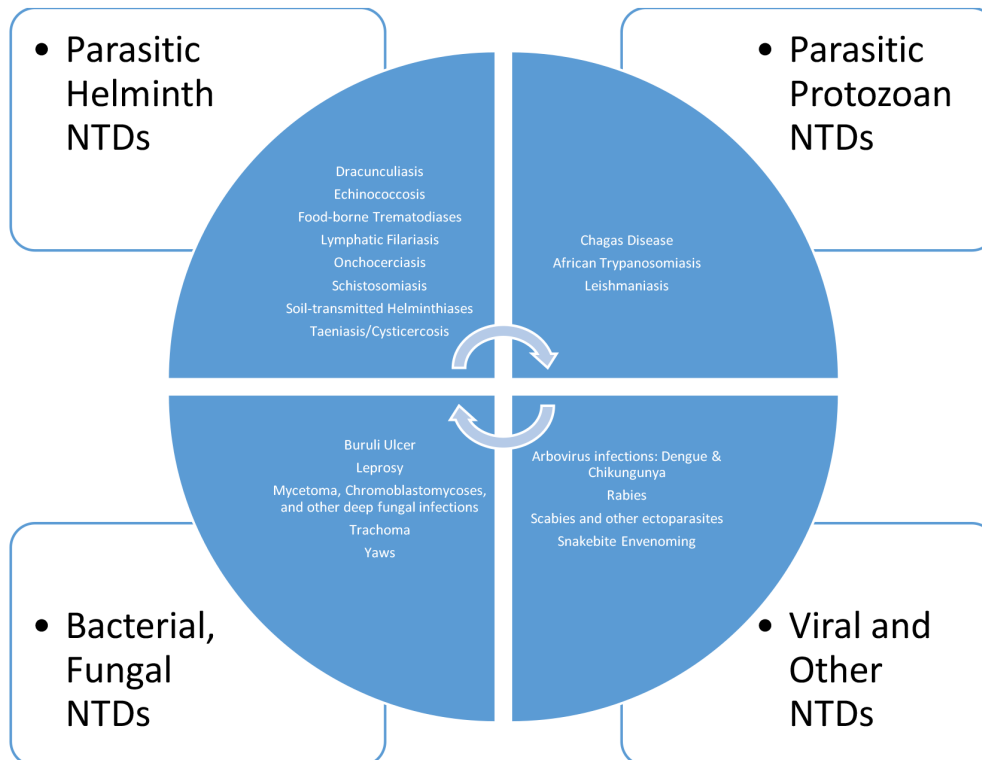 • Parasitic
Helminth
NTDs
• Parasitic
Protozoan
NTDs
Dracunculiasis
Echinococcosis
Food-borne Trematodiases
Lymphatic Filariasis
Onchocerciasis
Schistosomiasis
Soil-transmitted Helminthiases
Taeniasis/Cysticercosis
Chagas Disease
African Trypanosomiasis
Leishmaniasis
Buruli Ulcer
Leprosy
Mycetoma, Chromoblastomycoses,
and other deep fungal infections
Trachoma
Yaws
Arbovirus infections: Dengue &
Chikungunya
Rabies
Scabies and other ectoparasites
Snakebite Envenoming
• Bacterial,
Fungal
NTDs
• Viral and
Other
NTDs